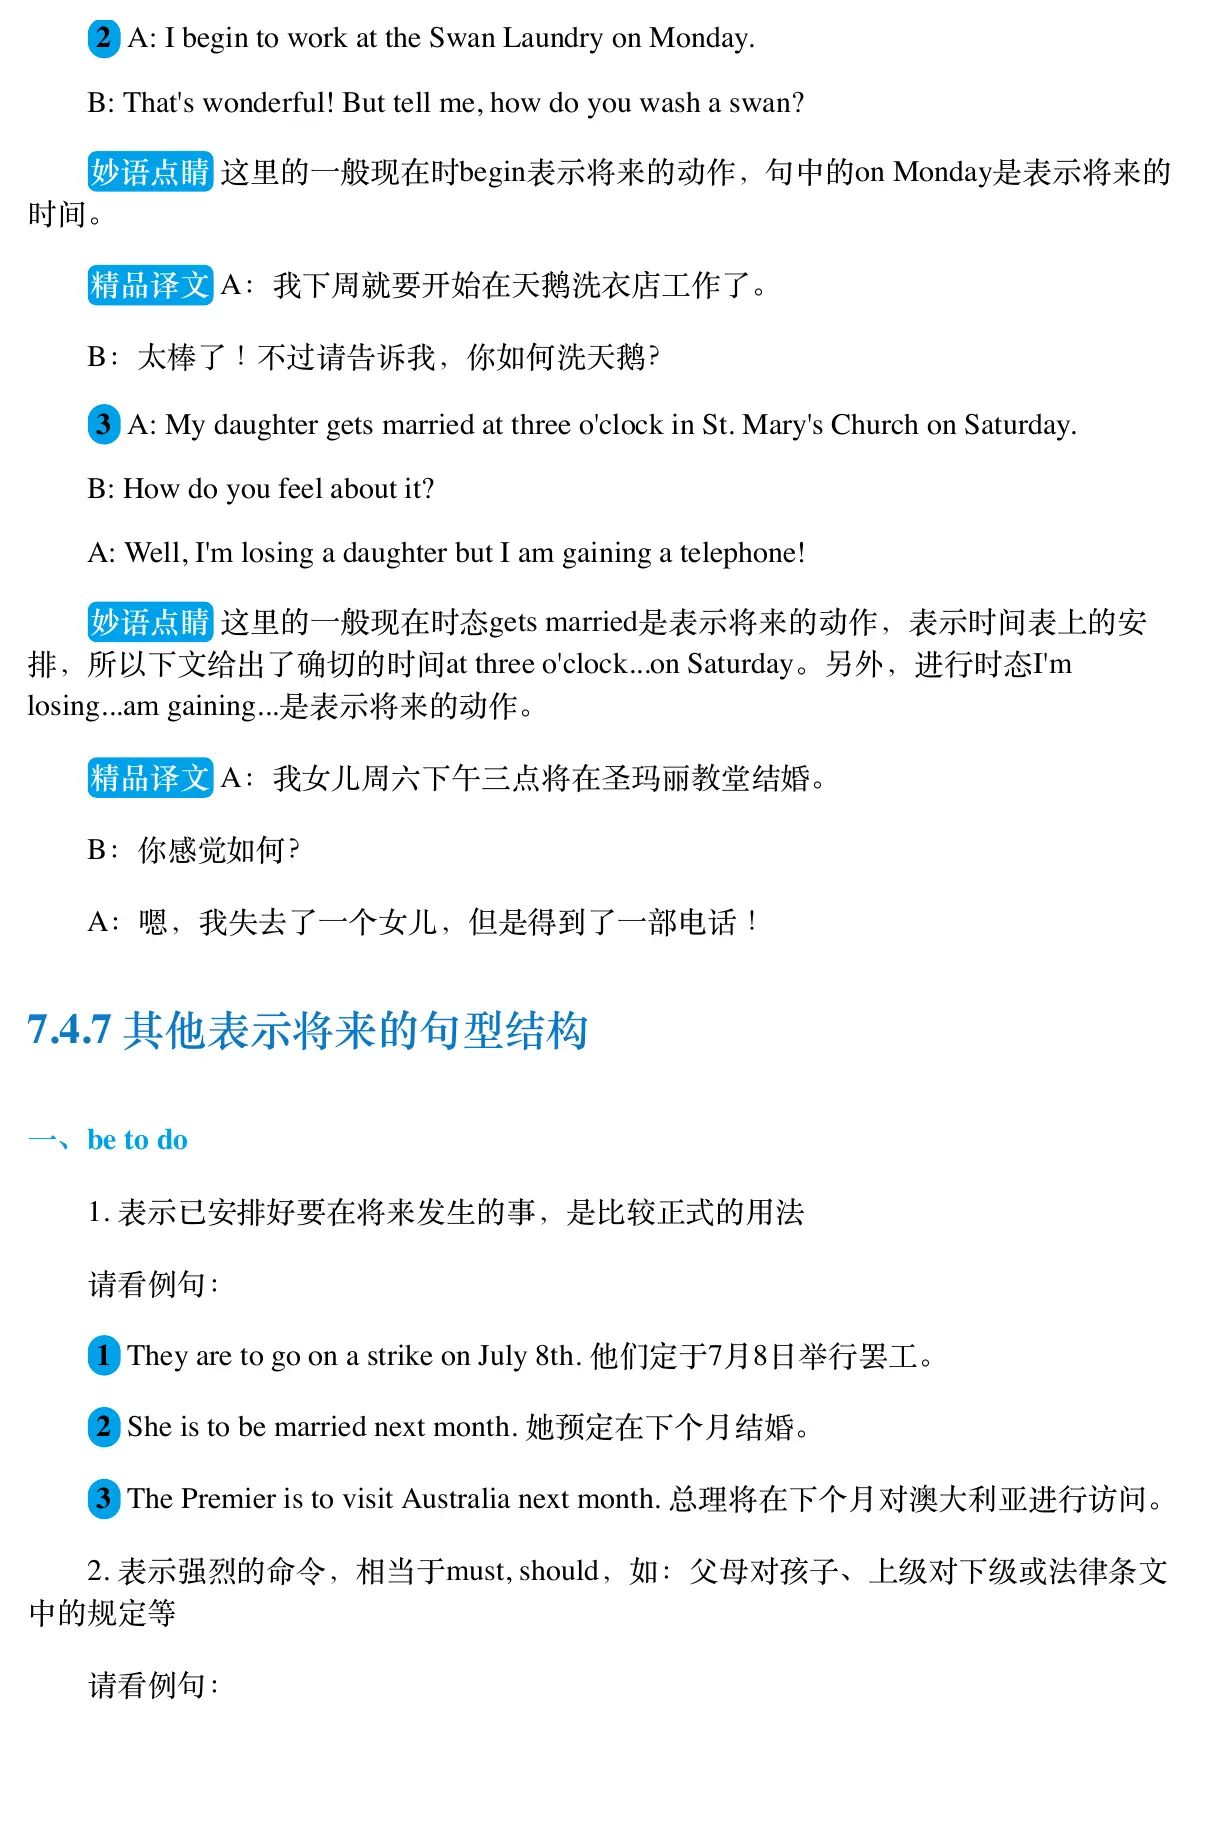 2 A: I begin to work at the Swan Laundry on Monday.
B: That's wonderful! But tell me, how do you wash a swan?
妙语点睛 这里的一般现在时begin表示将来的动作，句中的on Monday是表示将来的
时间。
精品译文 A：我下周就要开始在天鹅洗衣店工作了。
B：太棒了！不过请告诉我，你如何洗天鹅？
3 A: My daughter gets married at three o'clock in St. Mary's Church on Saturday.
B: How do you feel about it?
A: Well, I'm losing a daughter but I am gaining a telephone!
妙语点睛 这里的一般现在时态gets married是表示将来的动作，表示时间表上的安
排，所以下文给出了确切的时间at three o'clock...on Saturday。另外，进行时态I'm
losing...am gaining...是表示将来的动作。
精品译文 A：我女儿周六下午三点将在圣玛丽教堂结婚。
B：你感觉如何？
A：嗯，我失去了一个女儿，但是得到了一部电话！
7.4.7 其他表示将来的句型结构
一、be to do
1. 表示已安排好要在将来发生的事，是比较正式的用法
请看例句：
1 They are to go on a strike on July 8th. 他们定于7月8日举行罢工。
2 She is to be married next month. 她预定在下个月结婚。
3 The Premier is to visit Australia next month. 总理将在下个月对澳大利亚进行访问。
2. 表示强烈的命令，相当于must, should，如：父母对孩子、上级对下级或法律条文
中的规定等
请看例句：